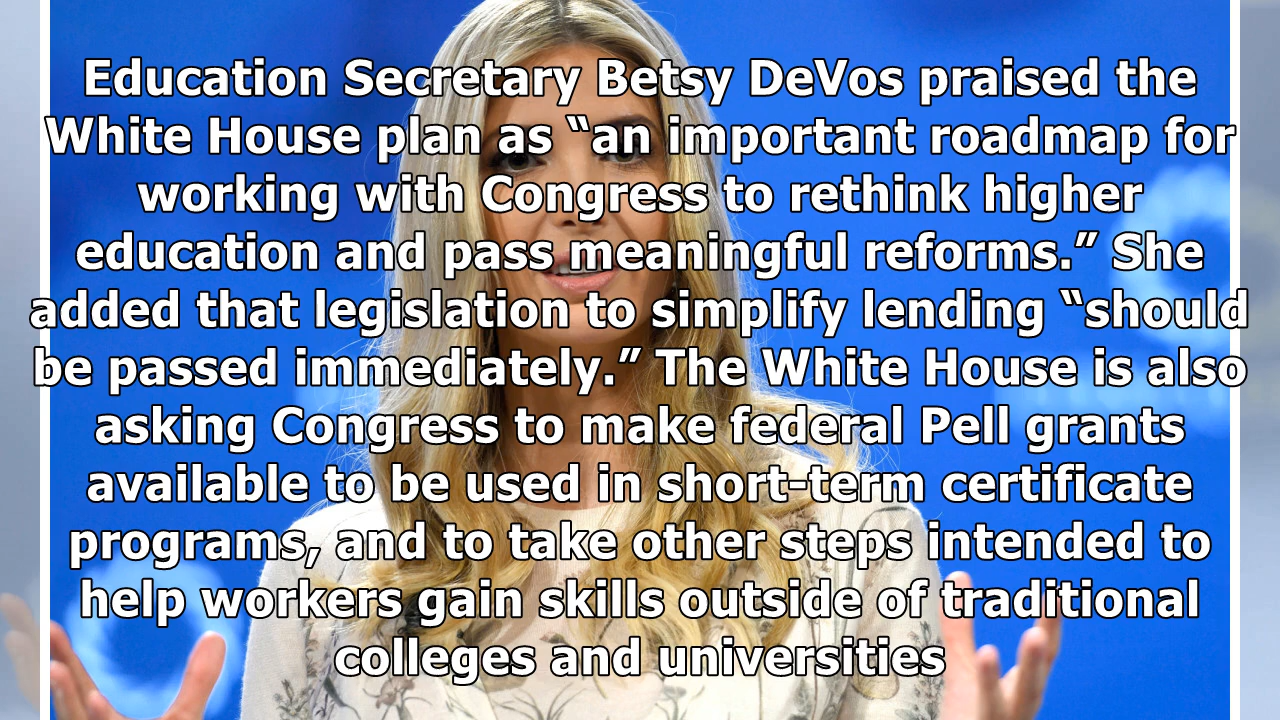 Education Secretary Betsy DeVos praised the
White House plan as “an important roadmap for
working with Congress to rethink higher
education and pass meaningful reforms.” She
added that legislation to simplify lending “should
be passed immediately.” The White House is also
asking Congress to make federal Pell grants
available to be used in short-term certificate
programs, and to take other steps intended to
help workers gain skills outside of traditional
colleges and universities